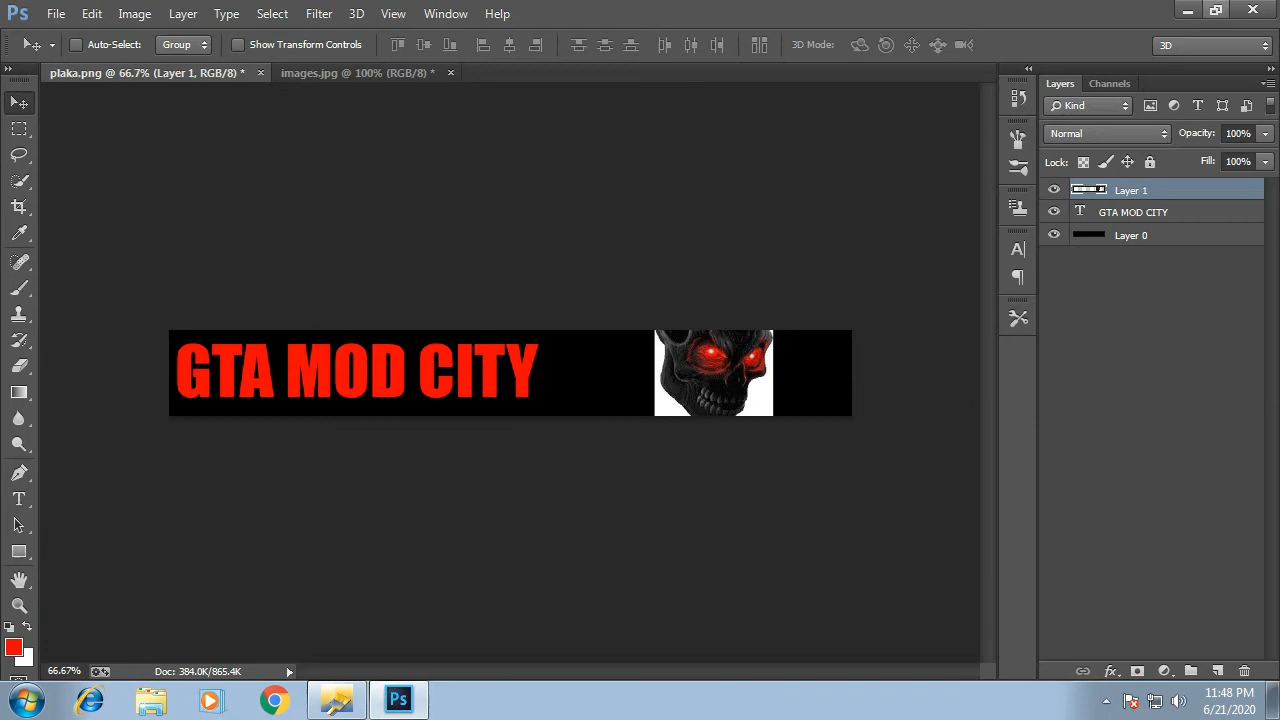 Ps File Edit Image Layer Type Select Filter 3D View Window Help
Auto-Select: Group Show Transform Controls 3D Mode: 3D
plaka.png @ 66.7% (Layer 1, RGB/8) * × images.jpg @ 100% (RGB/8) * ×
Layers Channels
Kind
Normal Opacity: 100%
Lock: Fill: 100%
Layer 1
T GTA MOD CITY
Layer 0
GTA MOD CITY
66.67% Doc: 384.0K/865.4K
Ps
11:48 PM
6/21/2020